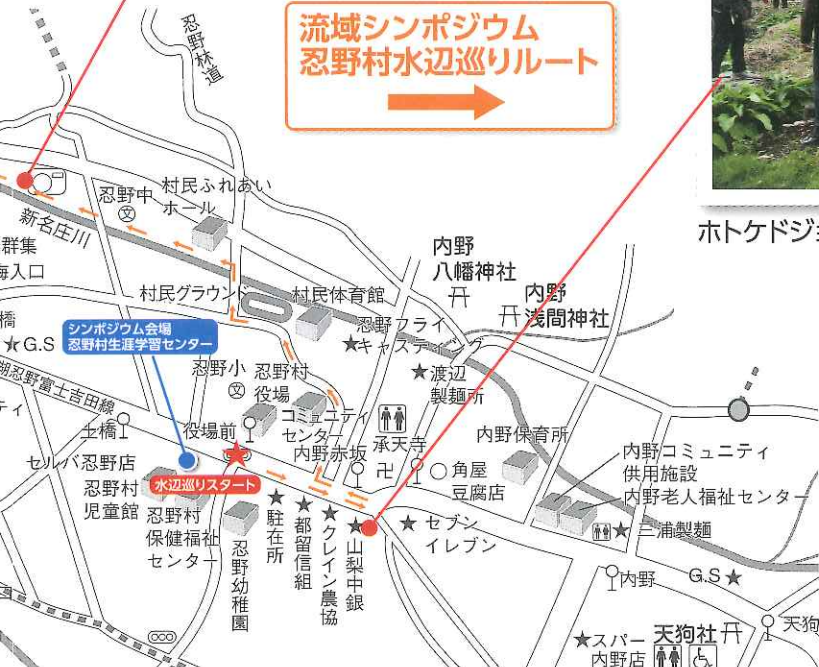 流域シンポジウム
忍野村水辺巡りルート
忍野林道
忍野中
文
村民ふれあい
ホール
新名庄川
群集
海入口
ホトケドジョ
内野
八幡神社
内野
浅間神社
村民グラウンド
村民体育館
橋
★G.S
シンポジウム会場
忍野村生涯学習センター
忍野フライ
★キャスティング
忍野小
文
忍野村
役場
★渡辺
製麺所
湖忍野富士吉田線
ティ
土橋
役場前
コミュニティ
センター
内野赤坂
承天寺
卍
内野保育所
セルバ忍野店
水辺巡りスタート
忍野村
児童館
忍野村
保健福祉
センター
○角屋
豆腐店
内野コミュニティ
供用施設
内野老人福祉センター
★三浦製麺
忍野幼稚園
★駐在所
★都留信組
★クレイン農協
★山梨中銀
★セブン
イレブン
内野
G.S★
★スパー
内野店
天狗社
天狗